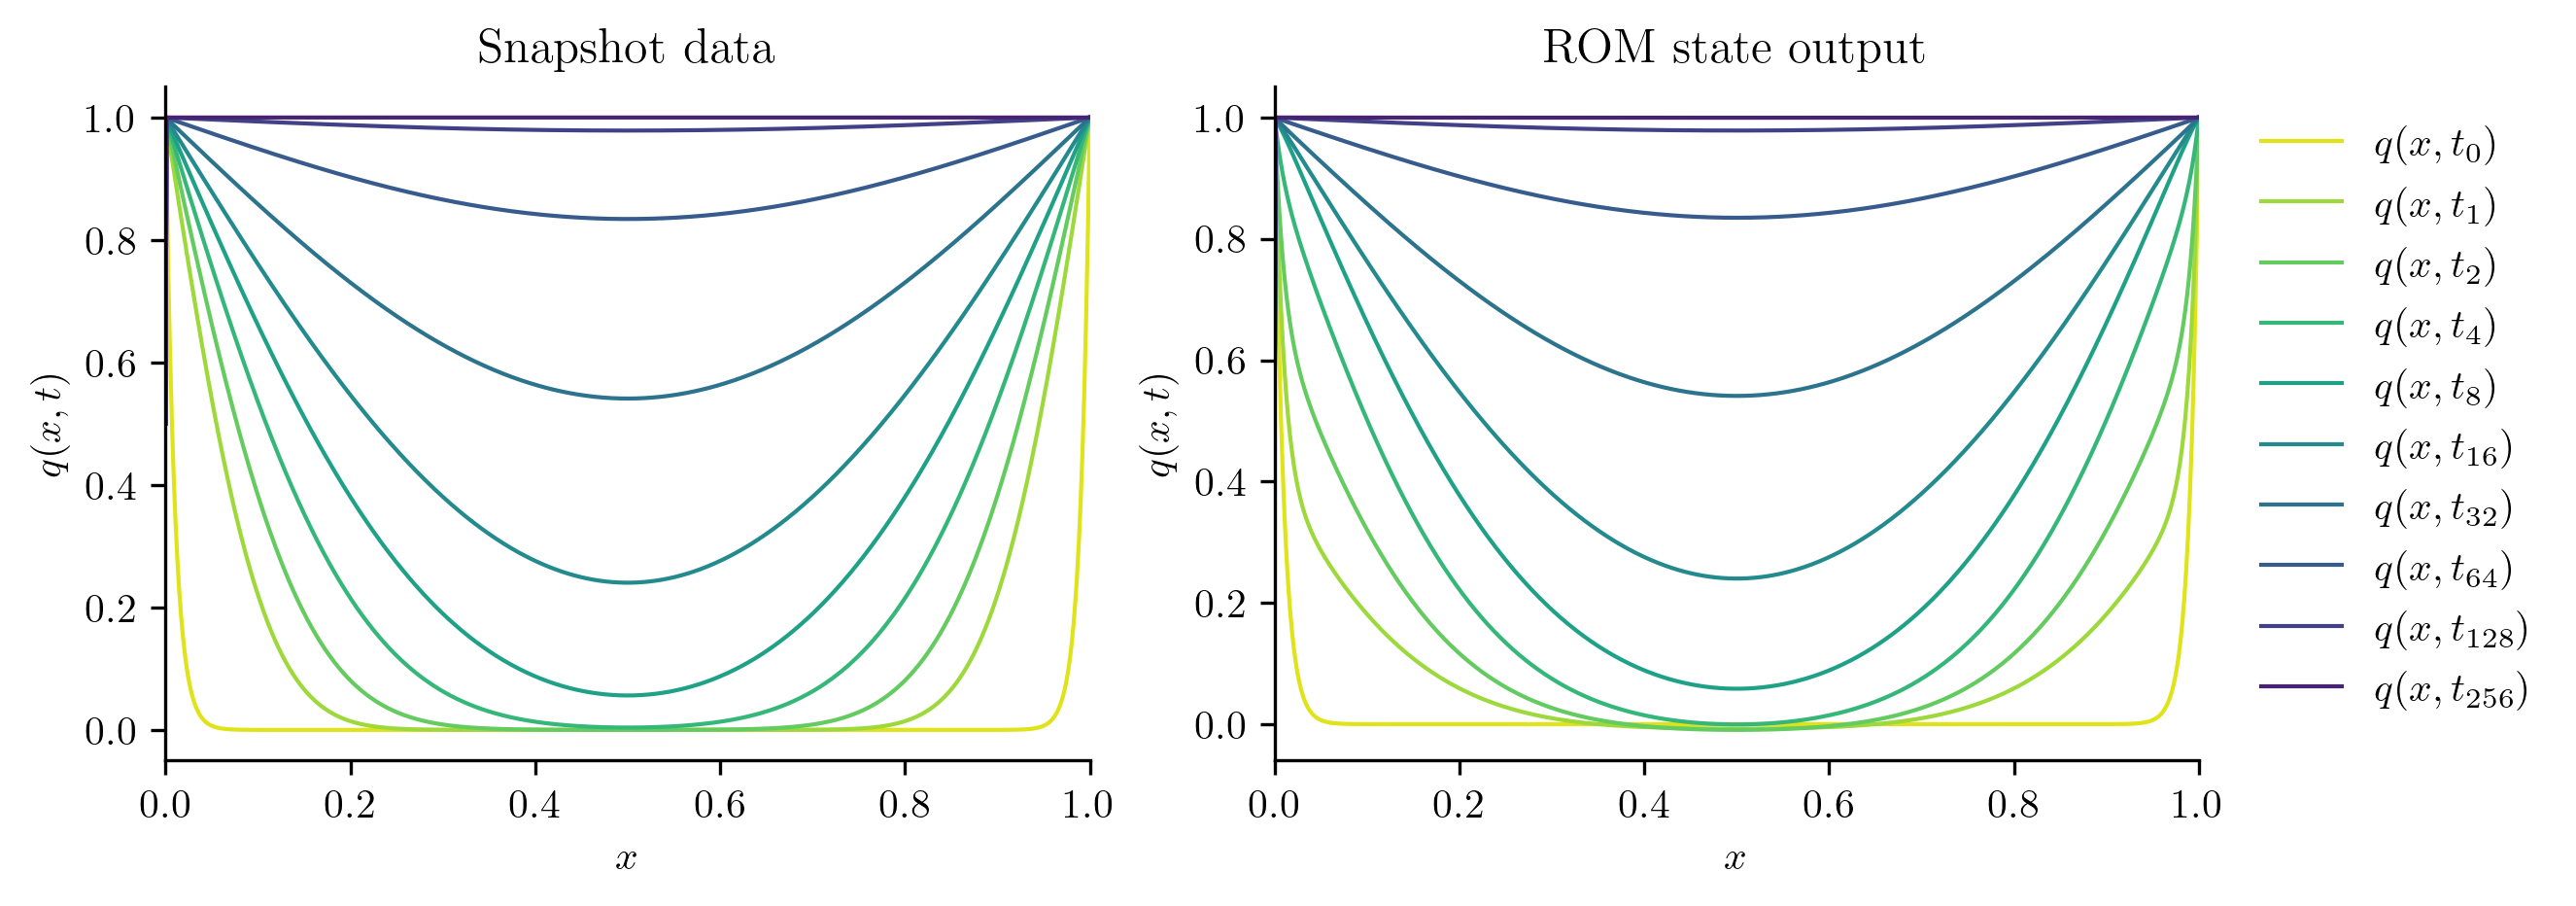 Snapshot data
1.0
0.8
0.6
0.4
0.2
0.0
q(x, t)
0.0 0.2 0.4 0.6 0.8 1.0
x
ROM state output
1.0
0.8
0.6
0.4
0.2
0.0
q(x, t)
0.0 0.2 0.4 0.6 0.8 1.0
x
q(x, t₀)
q(x, t₁)
q(x, t₂)
q(x, t₄)
q(x, t₈)
q(x, t₁₆)
q(x, t₃₂)
q(x, t₆₄)
q(x, t₁₂₈)
q(x, t₂₅₆)